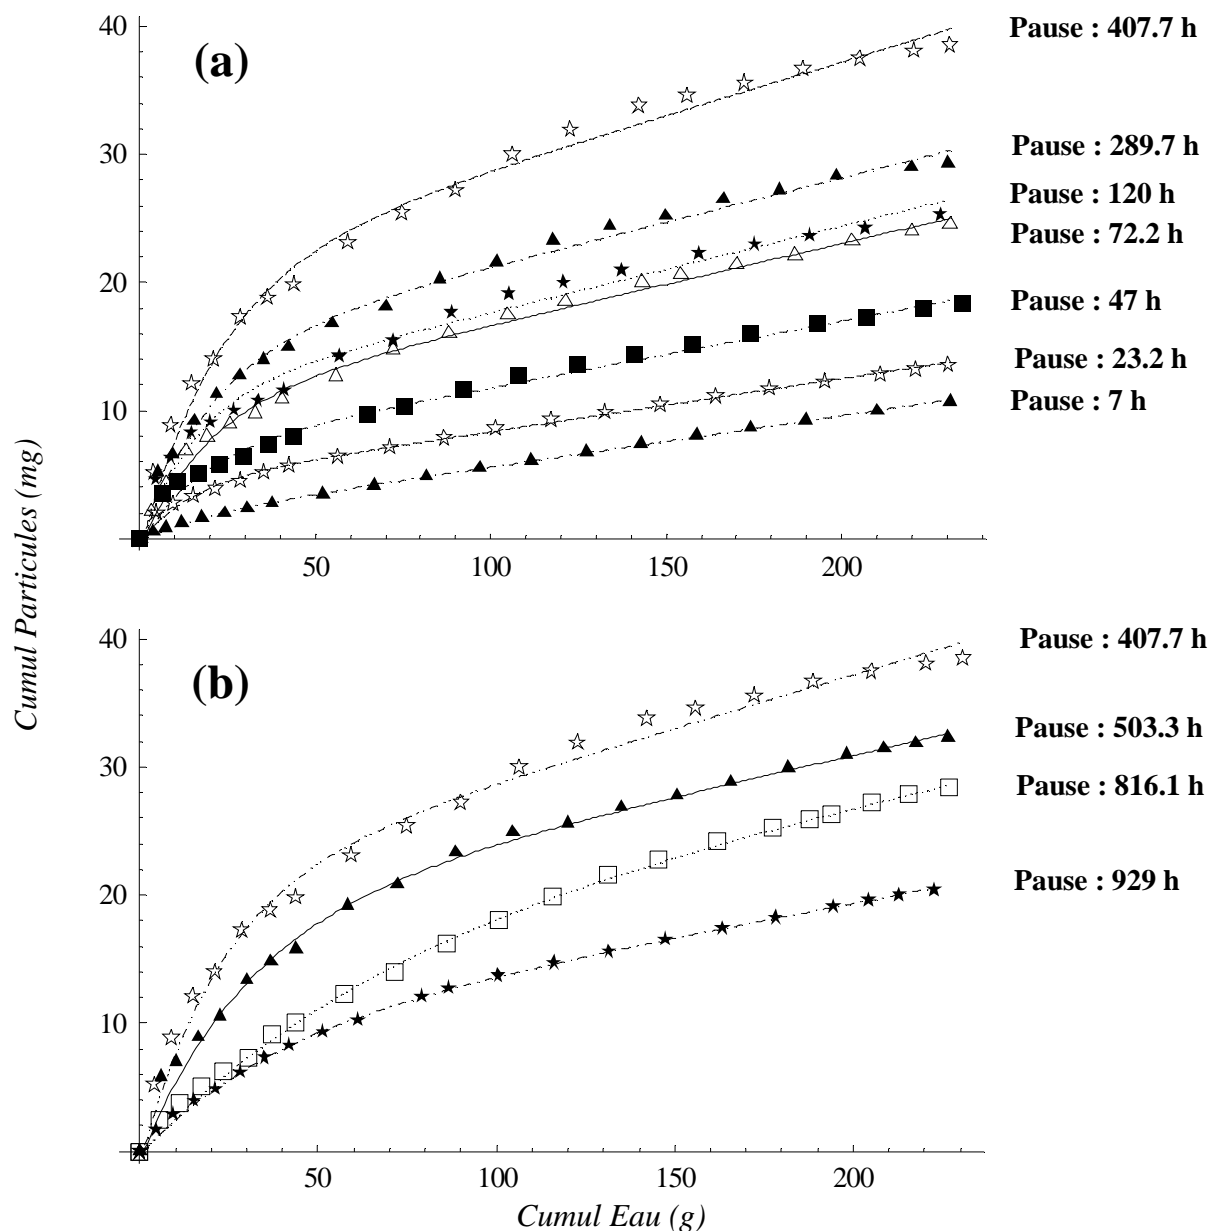 40
Pause : 407.7 h
(a)
30
Pause : 289.7 h
Pause : 120 h
20
Pause : 72.2 h
Pause : 47 h
10
Pause : 23.2 h
Pause : 7 h
50 100 150 200
Cumul Particules (mg)
40
Pause : 407.7 h
(b)
30
Pause : 503.3 h
Pause : 816.1 h
20
Pause : 929 h
10
50 100 150 200
Cumul Eau (g)